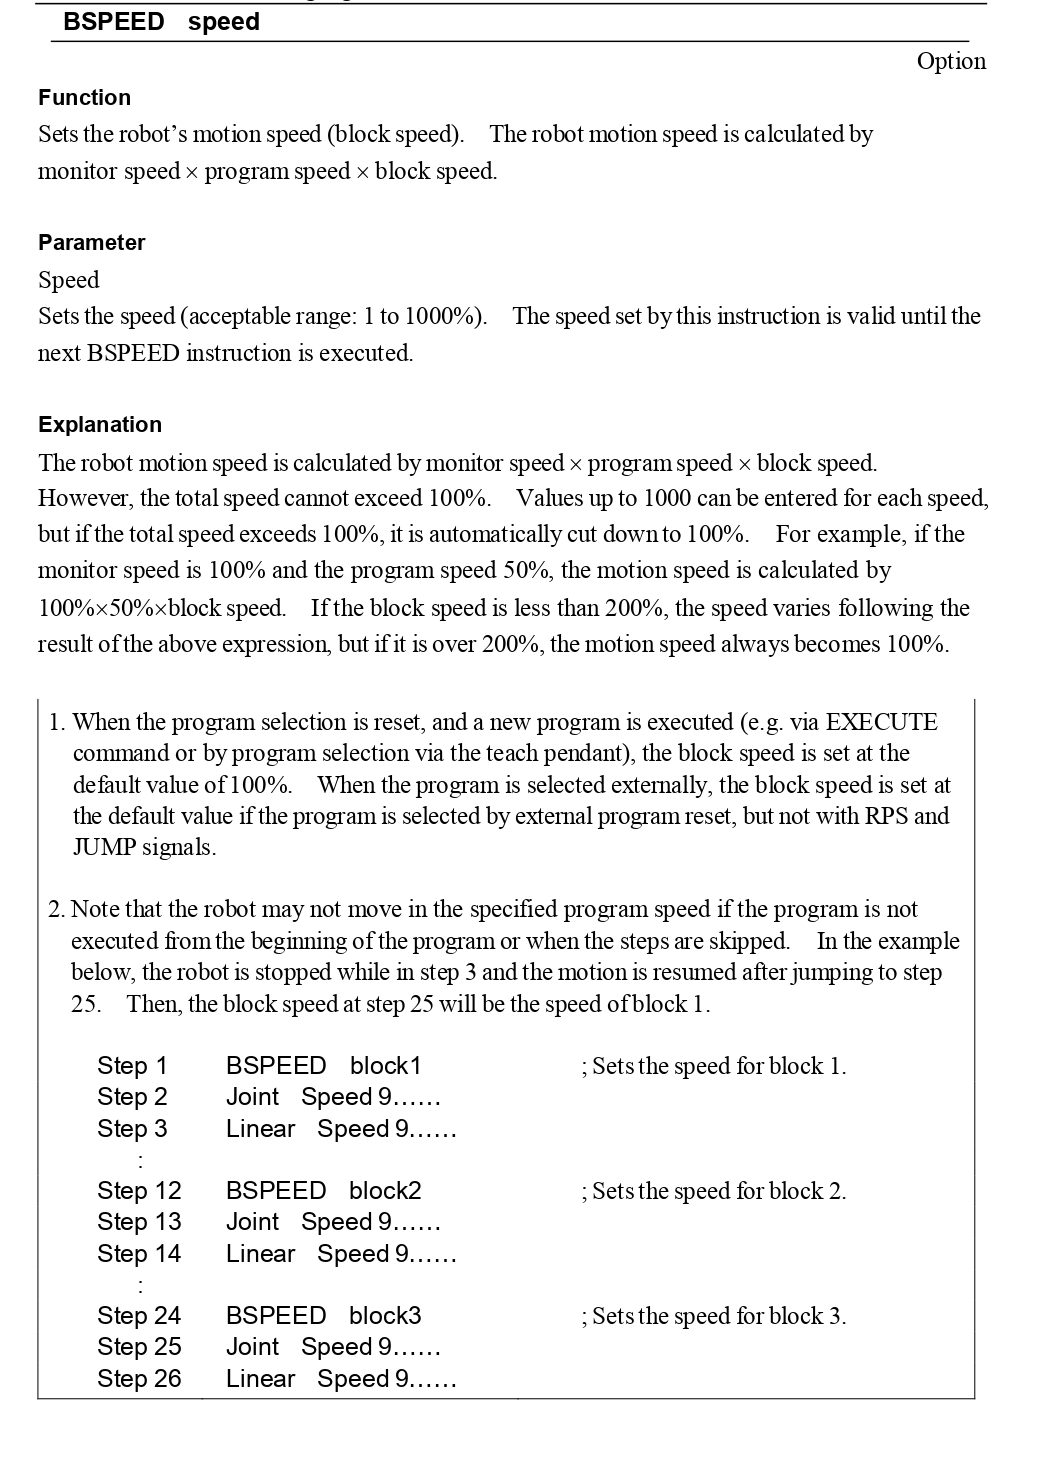 BSPEED speed
Option
Function
Sets the robot’s motion speed (block speed). The robot motion speed is calculated by
monitor speed × program speed × block speed.
Parameter
Speed
Sets the speed (acceptable range: 1 to 1000%). The speed set by this instruction is valid until the
next BSPEED instruction is executed.
Explanation
The robot motion speed is calculated by monitor speed × program speed × block speed.
However, the total speed cannot exceed 100%. Values up to 1000 can be entered for each speed,
but if the total speed exceeds 100%, it is automatically cut down to 100%. For example, if the
monitor speed is 100% and the program speed 50%, the motion speed is calculated by
100%×50%×block speed. If the block speed is less than 200%, the speed varies following the
result of the above expression, but if it is over 200%, the motion speed always becomes 100%.
1. When the program selection is reset, and a new program is executed (e.g. via EXECUTE
command or by program selection via the teach pendant), the block speed is set at the
default value of 100%. When the program is selected externally, the block speed is set at
the default value if the program is selected by external program reset, but not with RPS and
JUMP signals.
2. Note that the robot may not move in the specified program speed if the program is not
executed from the beginning of the program or when the steps are skipped. In the example
below, the robot is stopped while in step 3 and the motion is resumed after jumping to step
25. Then, the block speed at step 25 will be the speed of block 1.
Step 1 BSPEED block1 ; Sets the speed for block 1.
Step 2 Joint Speed 9……
Step 3 Linear Speed 9……
:
Step 12 BSPEED block2 ; Sets the speed for block 2.
Step 13 Joint Speed 9……
Step 14 Linear Speed 9……
:
Step 24 BSPEED block3 ; Sets the speed for block 3.
Step 25 Joint Speed 9……
Step 26 Linear Speed 9……